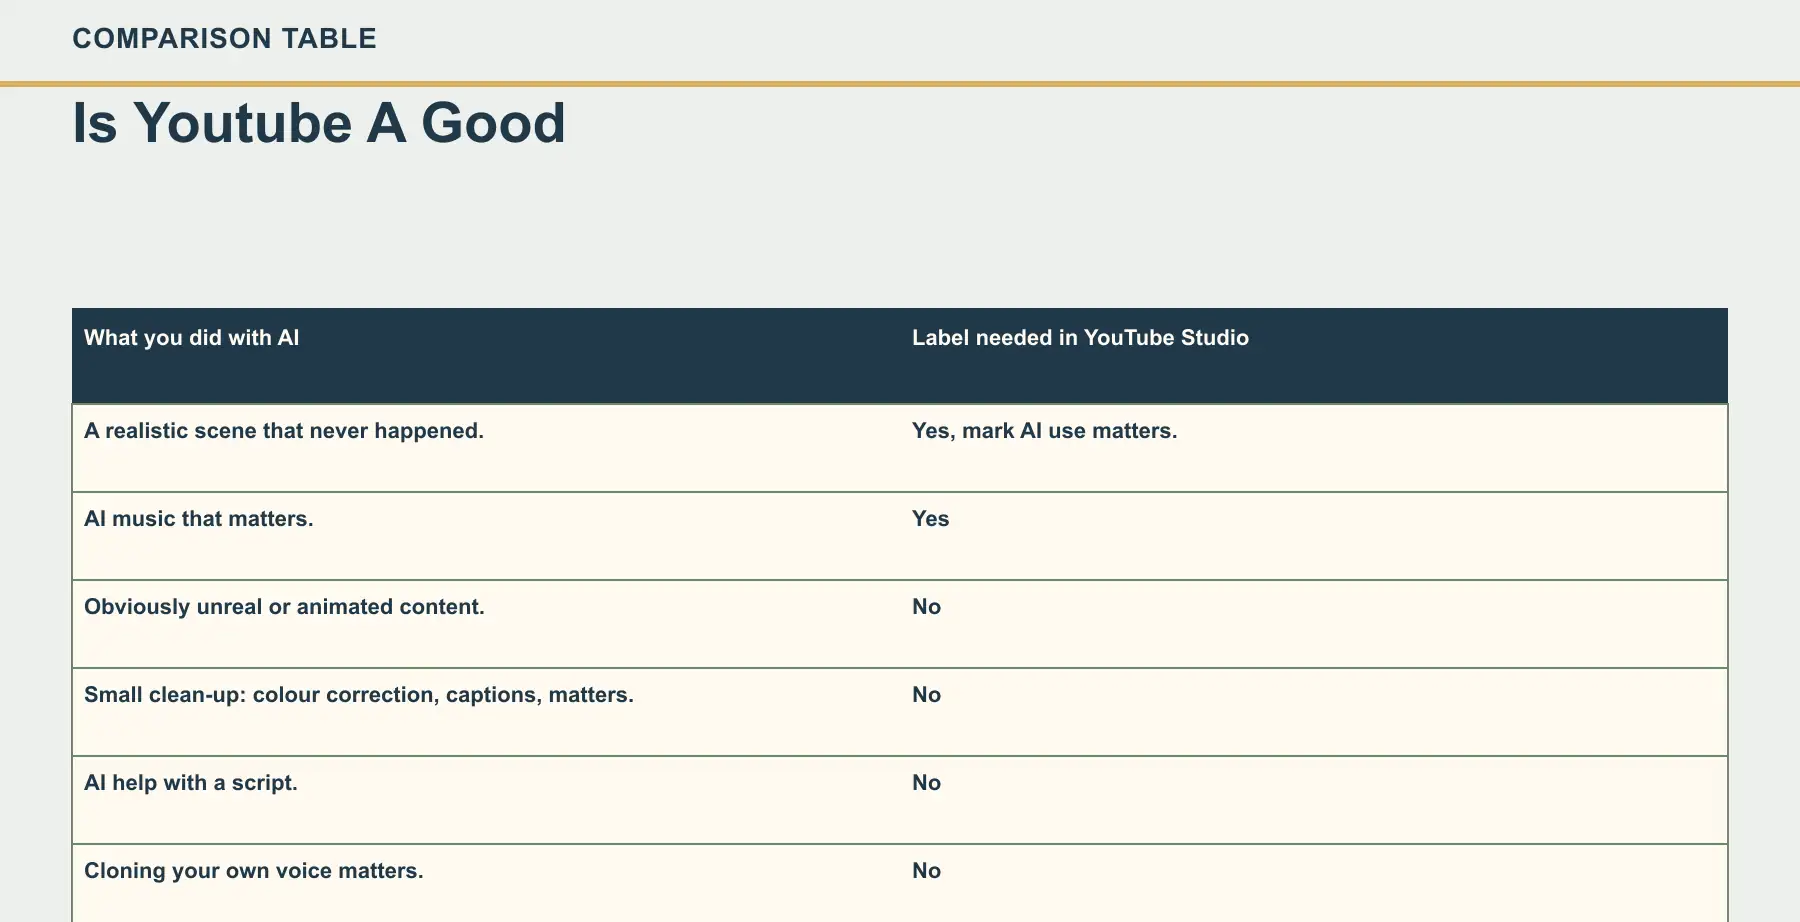 COMPARISON TABLE
Is Youtube A Good
What you did with AI
Label needed in YouTube Studio
A realistic scene that never happened.
Yes, mark AI use matters.
AI music that matters.
Yes
Obviously unreal or animated content.
No
Small clean-up: colour correction, captions, matters.
No
AI help with a script.
No
Cloning your own voice matters.
No